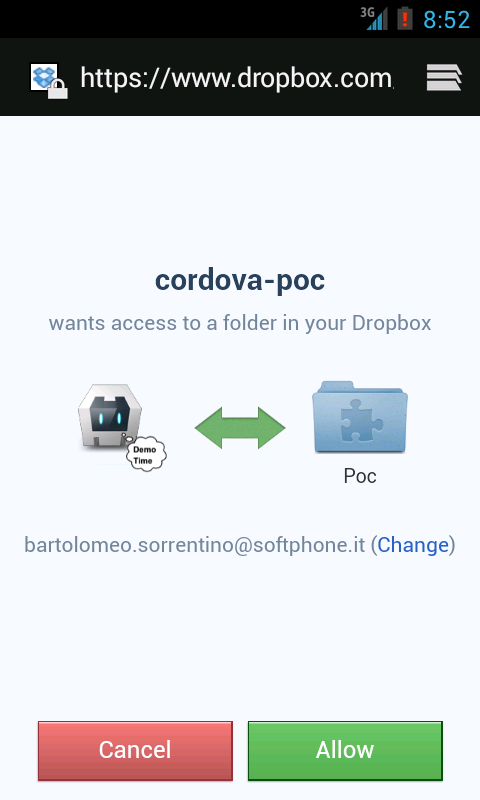 3G
8:52
https://www.dropbox.com
cordova-poc
wants access to a folder in your Dropbox
Demo
Time
Poc
bartolomeo.sorrentino@softphone.it (Change)
Cancel
Allow